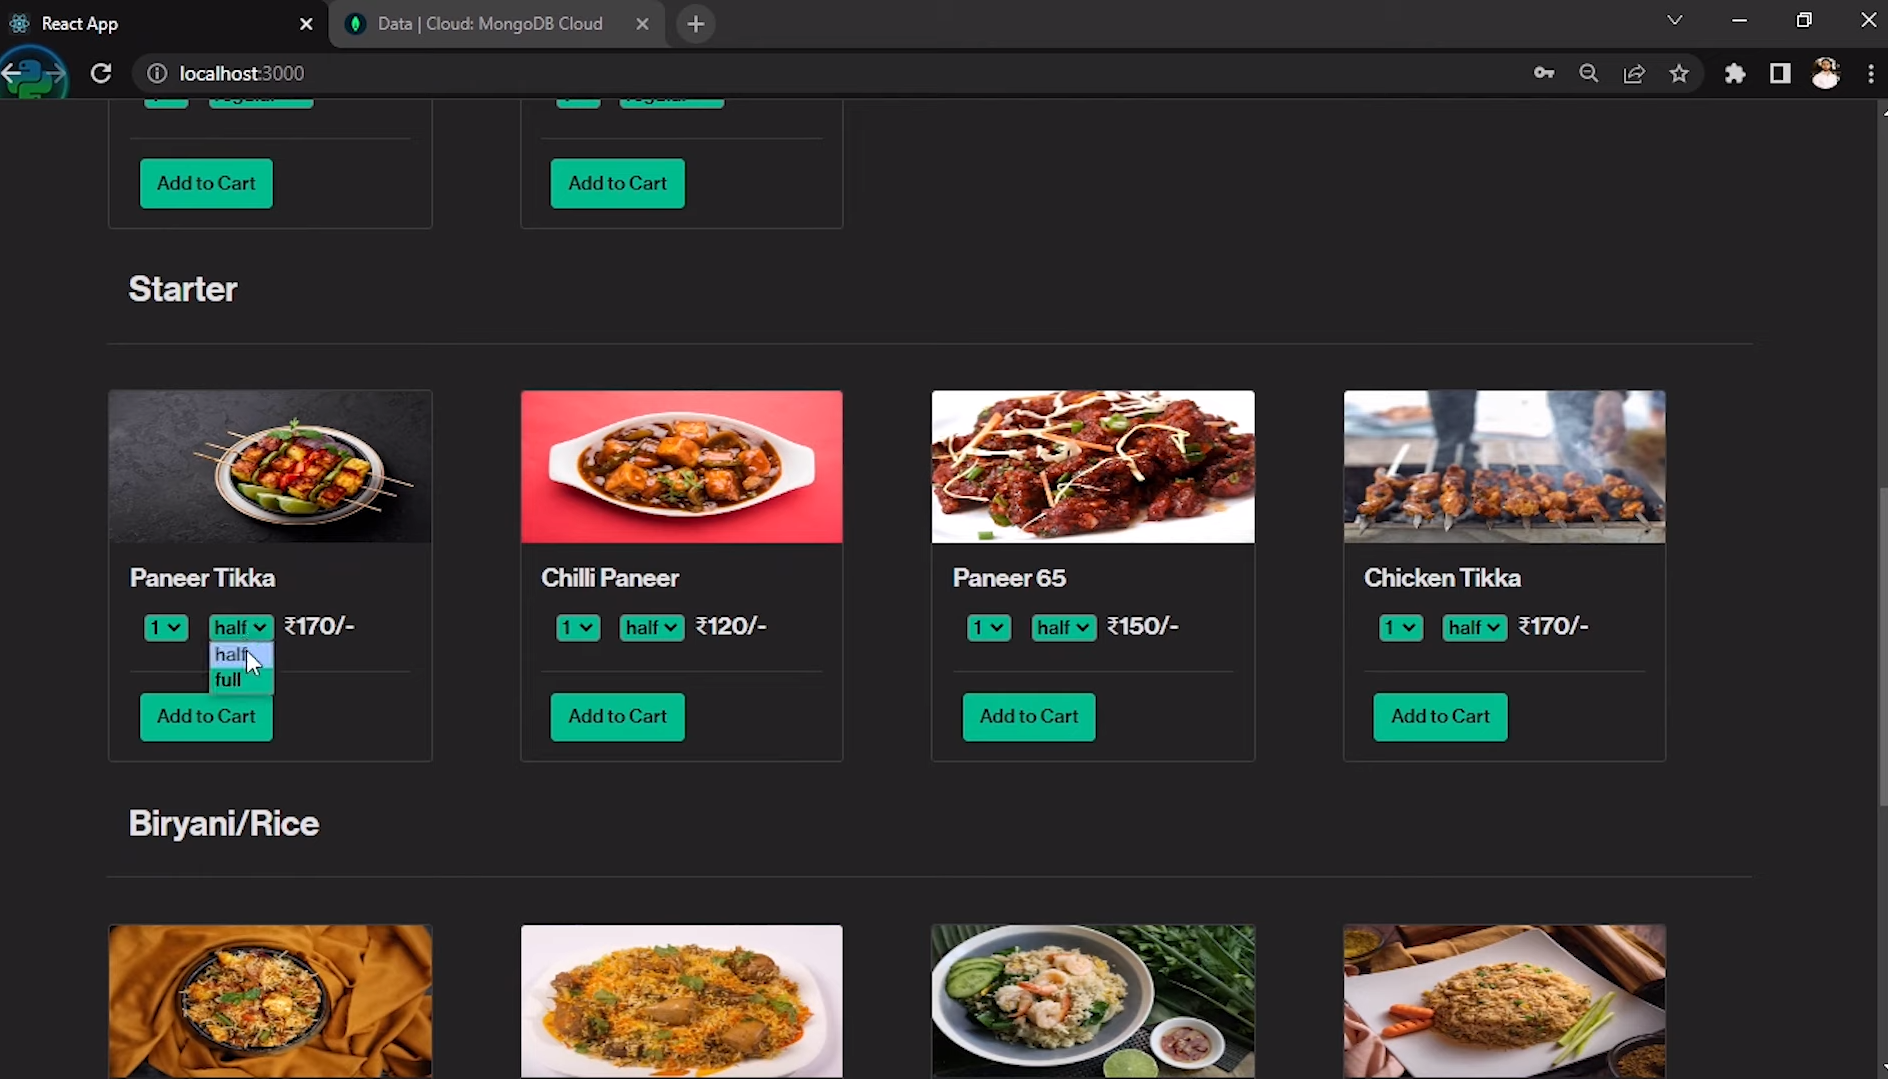 React App
Data | Cloud: MongoDB Cloud
localhost:3000
Add to Cart
Add to Cart
Starter
Paneer Tikka
Chilli Paneer
Paneer 65
Chicken Tikka
1 half ₹170/-
1 half ₹120/-
1 half ₹150/-
1 half ₹170/-
half
full
Add to Cart
Add to Cart
Add to Cart
Add to Cart
Biryani/Rice